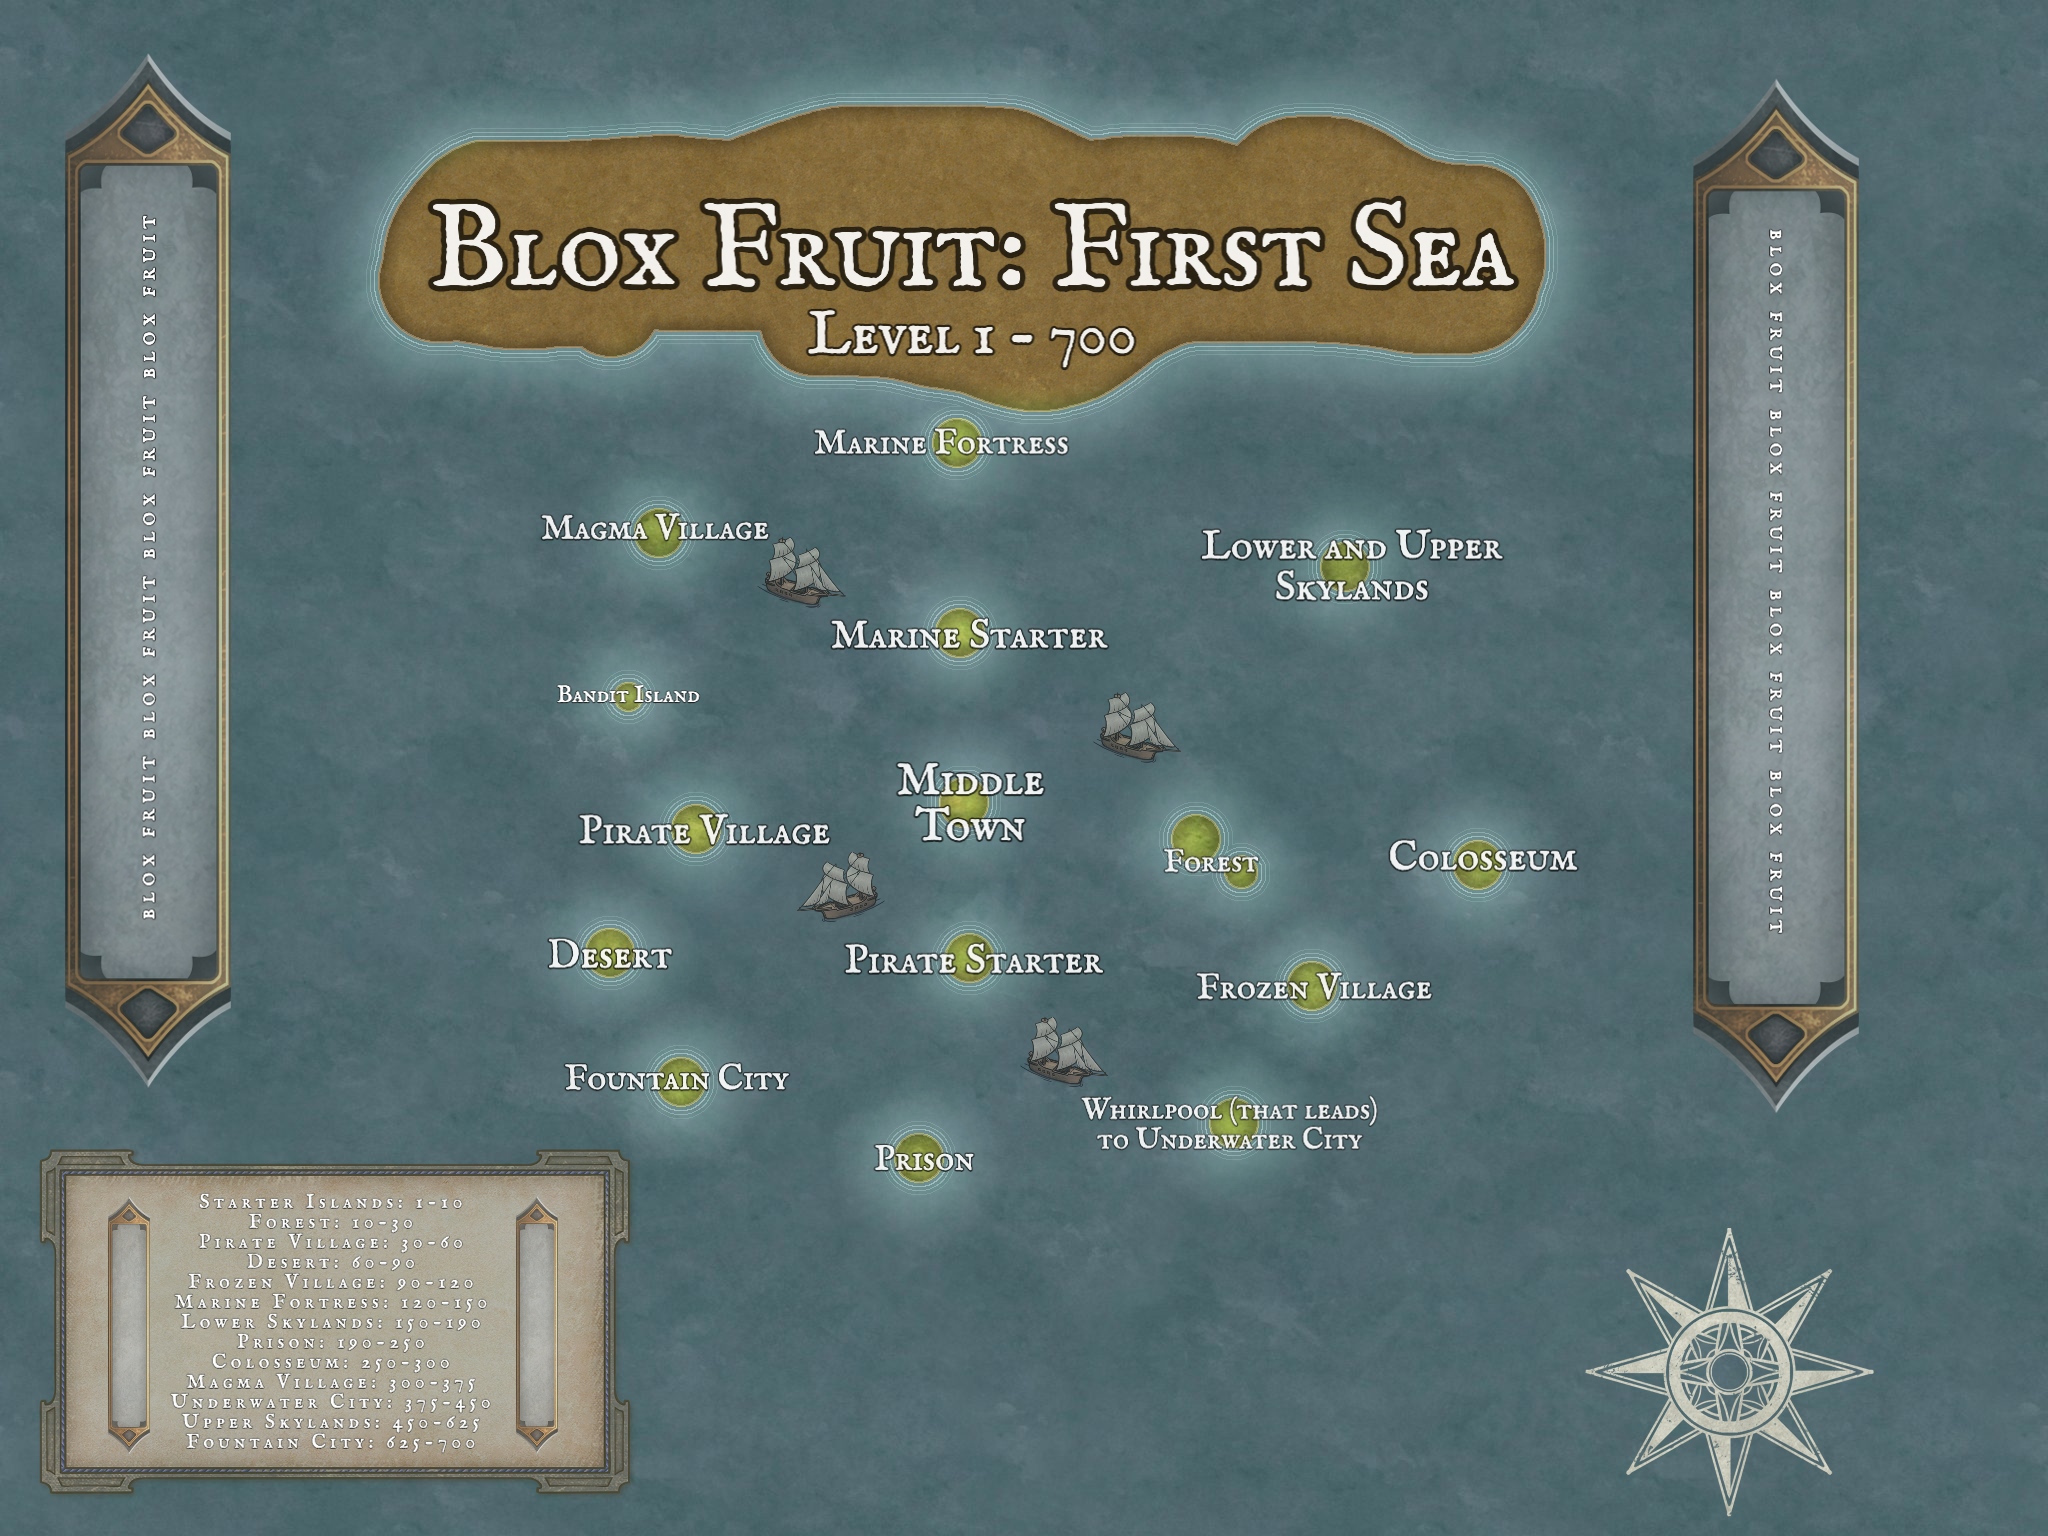 Blox Fruit: First Sea
Level 1 - 700
Marine Fortress
Magma Village
Lower and Upper
Skylands
Marine Starter
Bandit Island
Middle
Town
Pirate Village
Forest
Colosseum
Desert
Pirate Starter
Frozen Village
Fountain City
Whirlpool (that leads)
to Underwater City
Prison
BLOX FRUIT BLOX FRUIT BLOX FRUIT BLOX FRUIT
BLOX FRUIT BLOX FRUIT BLOX FRUIT BLOX FRUIT
Starter Islands: 1-10
Forest: 10-30
Pirate Village: 30-60
Desert: 60-90
Frozen Village: 90-120
Marine Fortress: 120-150
Lower Skylands: 150-190
Prison: 190-250
Colosseum: 250-300
Magma Village: 300-375
Underwater City: 375-450
Upper Skylands: 450-625
Fountain City: 625-700